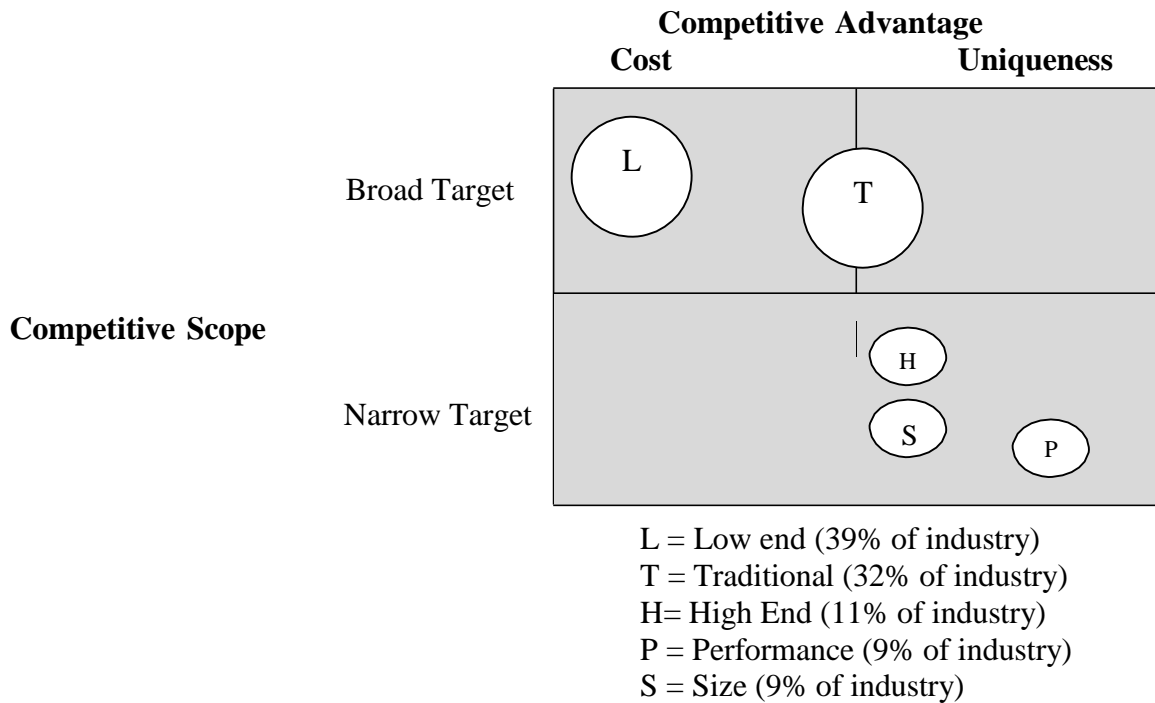 Competitive Advantage
Cost Uniqueness
L
Broad Target
T
Competitive Scope
H
Narrow Target
S
P
L = Low end (39% of industry)
T = Traditional (32% of industry)
H= High End (11% of industry)
P = Performance (9% of industry)
S = Size (9% of industry)